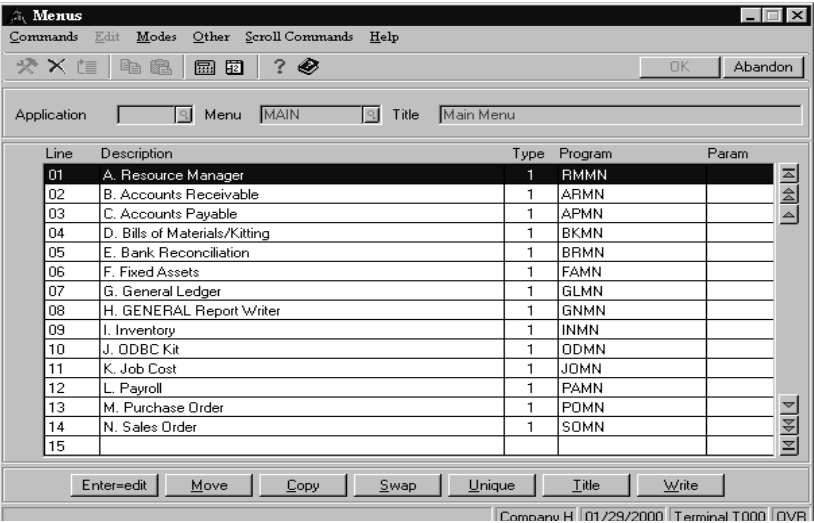 Menus
Commands Edit Modes Other Scroll Commands Help
OK Abandon
Application Menu MAIN Title Main Menu
Line Description Type Program Param
01 A. Resource Manager 1 RMMN
02 B. Accounts Receivable 1 ARMN
03 C. Accounts Payable 1 APMN
04 D. Bills of Materials/Kitting 1 BKMN
05 E. Bank Reconciliation 1 BRMN
06 F. Fixed Assets 1 FAMN
07 G. General Ledger 1 GLMN
08 H. GENERAL Report Writer 1 GNMN
09 I. Inventory 1 INMN
10 J. ODBC Kit 1 ODMN
11 K. Job Cost 1 JOMN
12 L. Payroll 1 PAMN
13 M. Purchase Order 1 POMN
14 N. Sales Order 1 SOMN
15
Enter=edit Move Copy Swap Unique Title Write
Company H 01/29/2000 Terminal T000 OVR